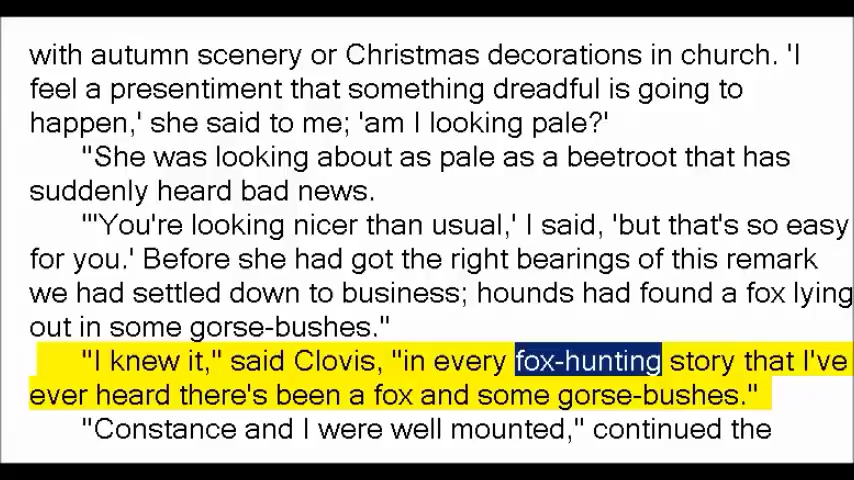 with autumn scenery or Christmas decorations in church. 'I
feel a presentiment that something dreadful is going to
happen,' she said to me; 'am I looking pale?'
"She was looking about as pale as a beetroot that has
suddenly heard bad news.
"'You're looking nicer than usual,' I said, 'but that's so easy
for you.' Before she had got the right bearings of this remark
we had settled down to business; hounds had found a fox lying
out in some gorse-bushes."
"I knew it," said Clovis, "in every fox-hunting story that I've
ever heard there's been a fox and some gorse-bushes."
"Constance and I were well mounted," continued the